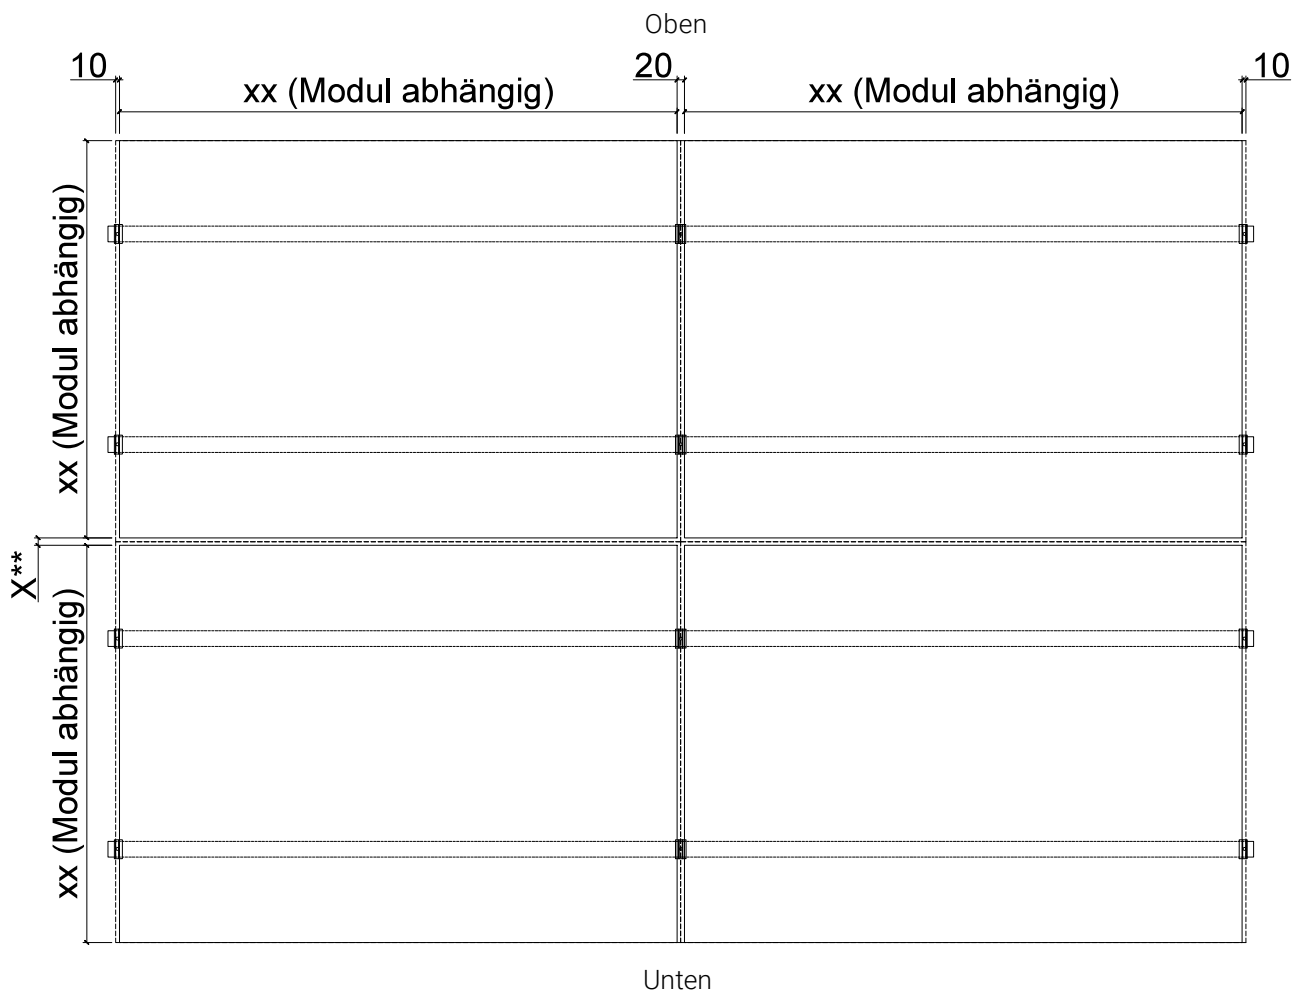 Oben
10
20
10
xx (Modul abhängig)
xx (Modul abhängig)
xx (Modul abhängig)
X**
xx (Modul abhängig)
Unten